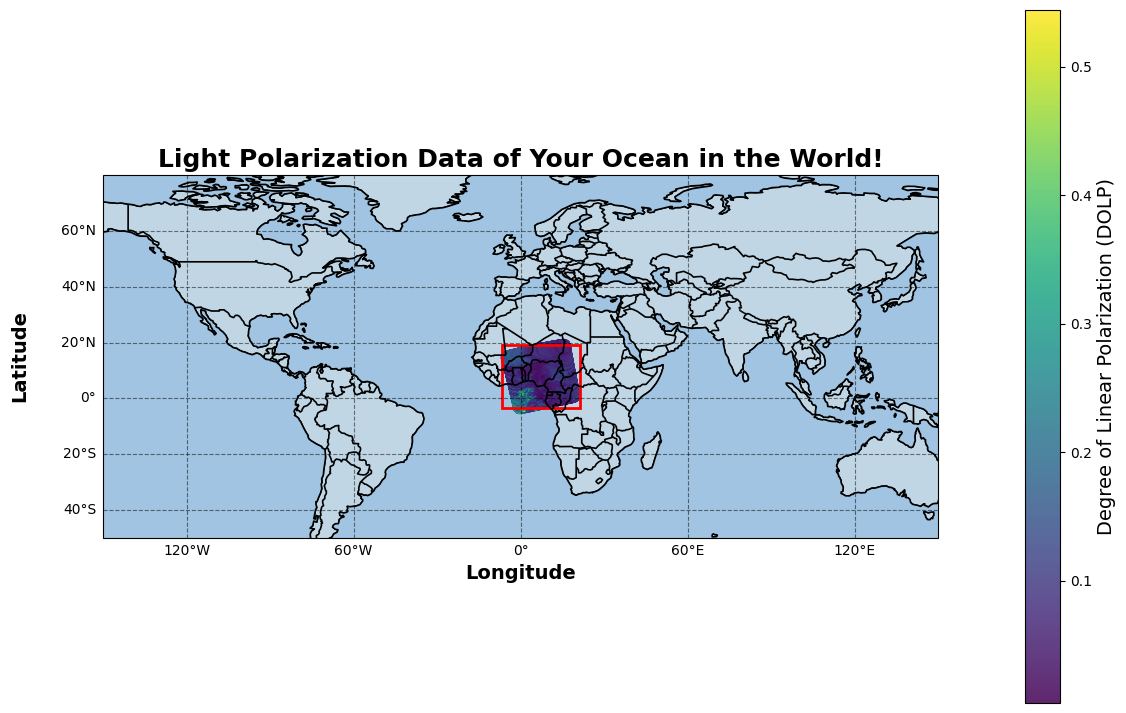 Light Polarization Data of Your Ocean in the World!
60°N
40°N
20°N
0°
20°S
40°S
Latitude
120°W 60°W 0° 60°E 120°E
Longitude
0.5
0.4
0.3
0.2
0.1
Degree of Linear Polarization (DOLP)